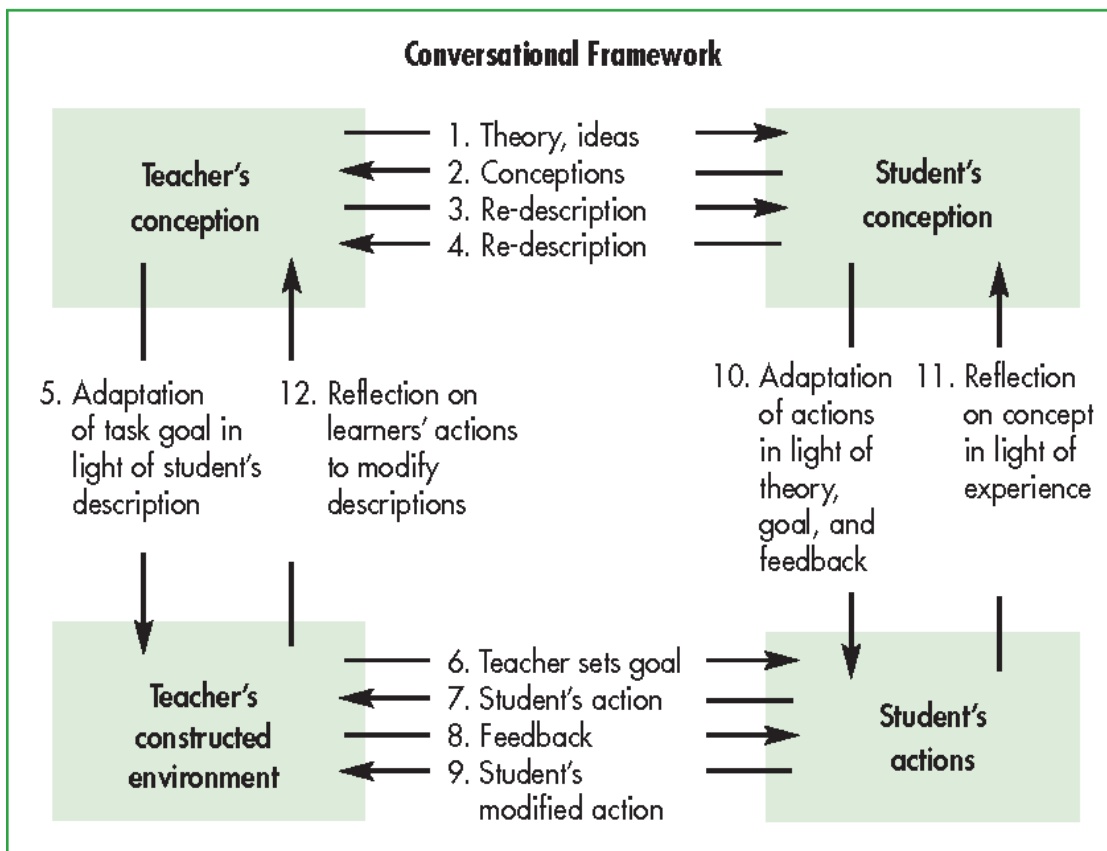 Conversational Framework
Teacher's
conception
1. Theory, ideas
2. Conceptions
3. Re-description
4. Re-description
Student's
conception
5. Adaptation
of task goal in
light of student's
description
12. Reflection on
learners' actions
to modify
descriptions
10. Adaptation
of actions
in light of
theory,
goal, and
feedback
11. Reflection
on concept
in light of
experience
Teacher's
constructed
environment
6. Teacher sets goal
7. Student's action
8. Feedback
9. Student's
modified action
Student's
actions